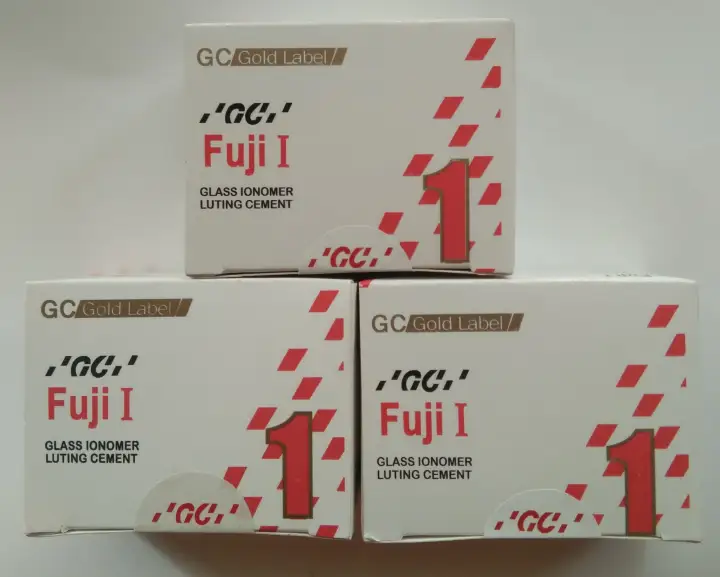 GC Gold Label
GC
Fuji I
GLASS IONOMER
LUTING CEMENT
1
GC
GC Gold Label
GC
Fuji I
GLASS IONOMER
LUTING CEMENT
1
GC
GC Gold Label
GC
Fuji I
GLASS IONOMER
LUTING CEMENT
1
GC